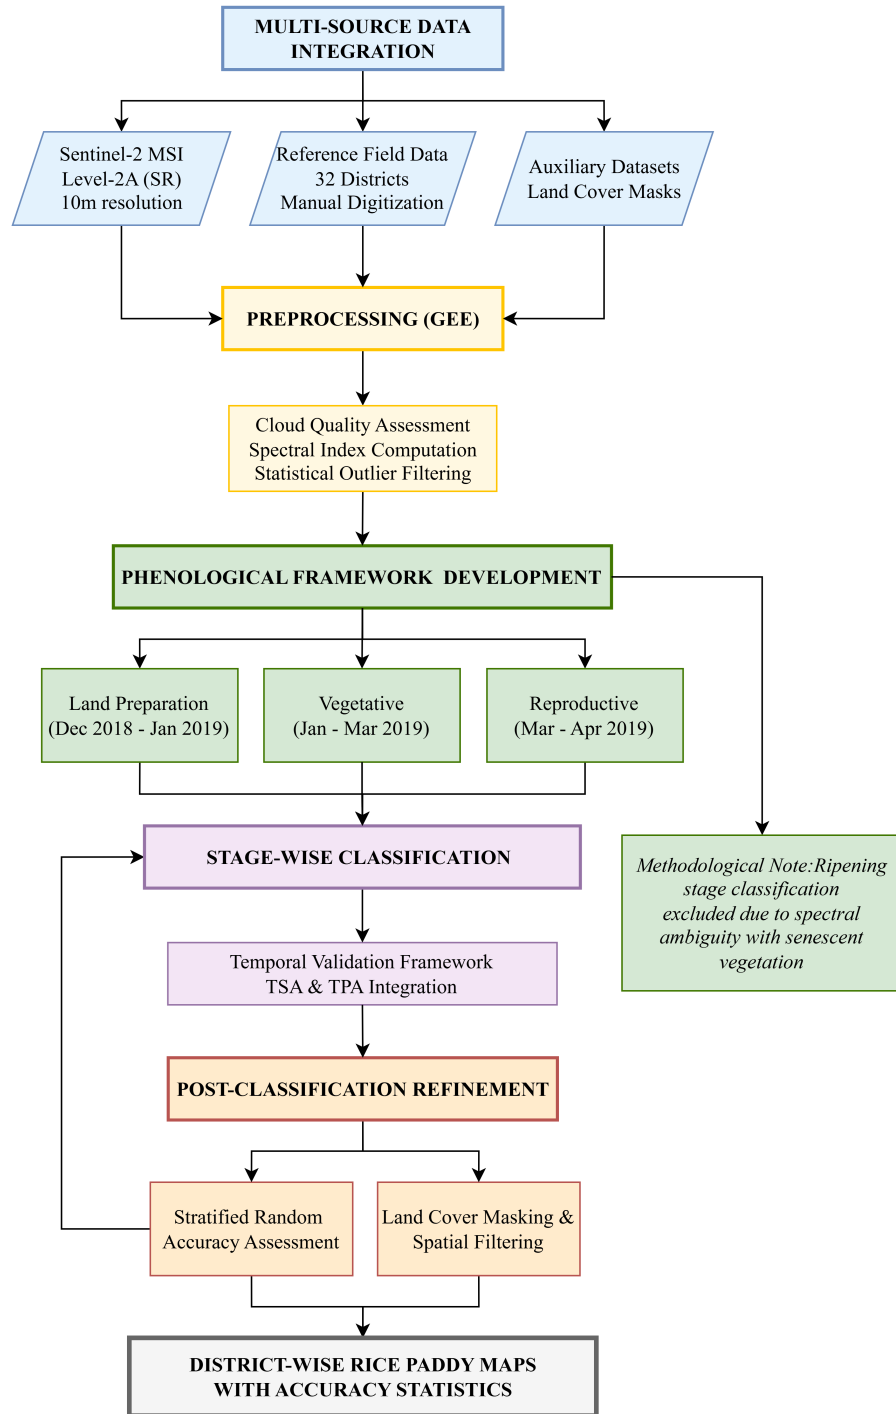 MULTI-SOURCE DATA
INTEGRATION
Sentinel-2 MSI
Level-2A (SR)
10m resolution
Reference Field Data
32 Districts
Manual Digitization
Auxiliary Datasets
Land Cover Masks
PREPROCESSING (GEE)
Cloud Quality Assessment
Spectral Index Computation
Statistical Outlier Filtering
PHENOLOGICAL FRAMEWORK DEVELOPMENT
Land Preparation
(Dec 2018 - Jan 2019)
Vegetative
(Jan - Mar 2019)
Reproductive
(Mar - Apr 2019)
STAGE-WISE CLASSIFICATION
Methodological Note:Ripening
stage classification
excluded due to spectral
ambiguity with senescent
vegetation
Temporal Validation Framework
TSA & TPA Integration
POST-CLASSIFICATION REFINEMENT
Stratified Random
Accuracy Assessment
Land Cover Masking &
Spatial Filtering
DISTRICT-WISE RICE PADDY MAPS
WITH ACCURACY STATISTICS